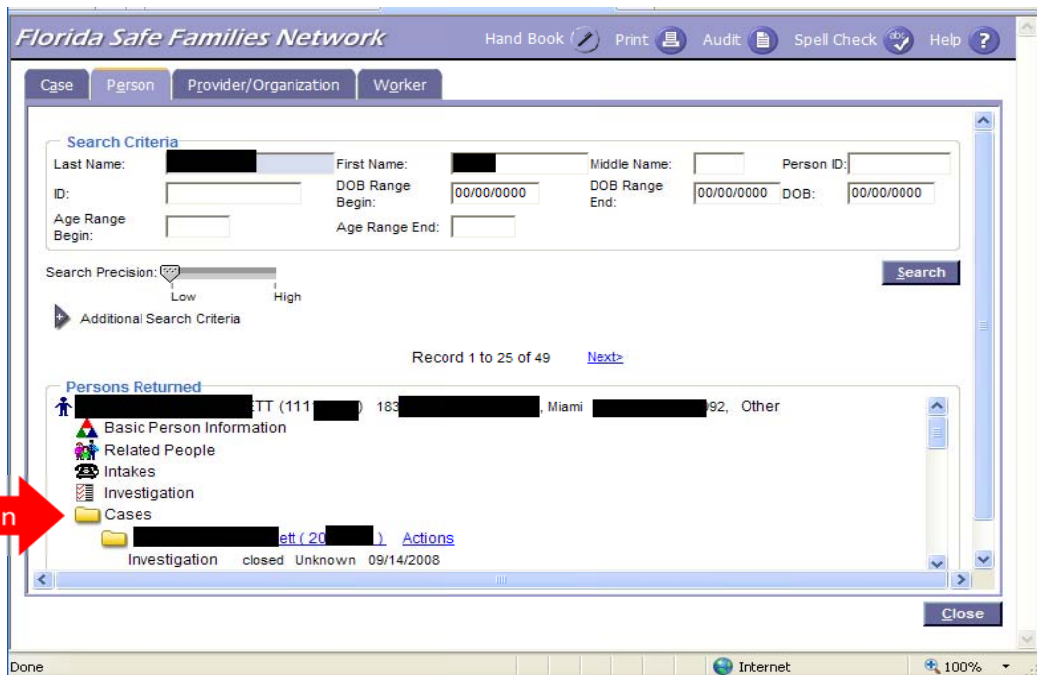 Florida Safe Families Network Hand Book Print Audit Spell Check abc Help ?
Case Person Provider/Organization Worker
Search Criteria
Last Name: First Name: Middle Name: Person ID:
ID: DOB Range Begin: 00/00/0000 DOB Range End: 00/00/0000 DOB: 00/00/0000
Age Range Begin: Age Range End:
Search Precision: Search
Low High
Additional Search Criteria
Record 1 to 25 of 49 Next>
Persons Returned
TT (111 ) 183 , Miami 92, Other
Basic Person Information
Related People
Intakes
Investigation
n
Cases
ett ( 20 ) Actions
Investigation closed Unknown 09/14/2008
Close
Done Internet 100%